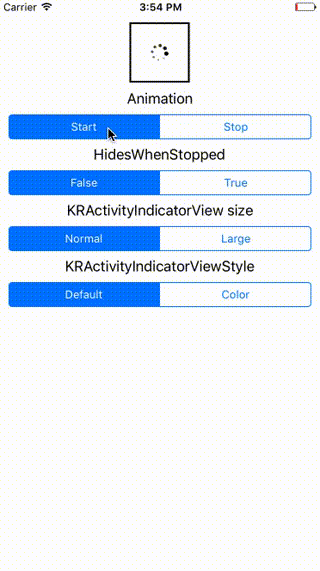 Carrier 3:54 PM
Animation
Start Stop
HidesWhenStopped
False True
KRActivityIndicatorView size
Normal Large
KRActivityIndicatorViewStyle
Default Color